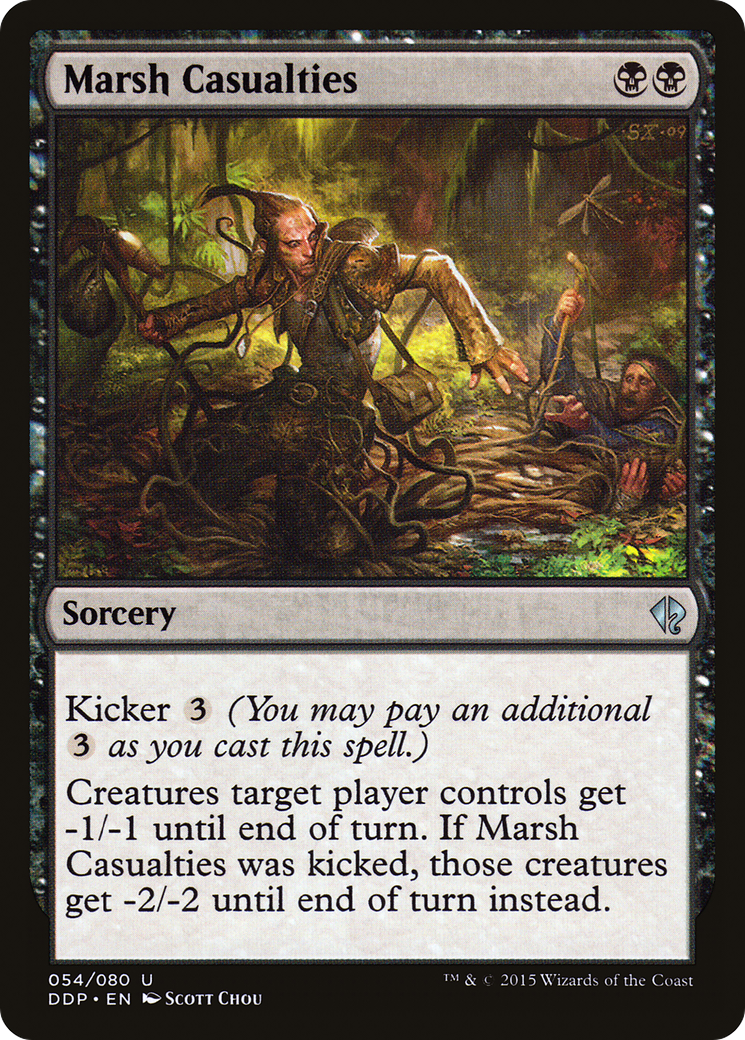 Marsh Casualties
SX·09
Sorcery
Kicker 3 (You may pay an additional
3 as you cast this spell.)
Creatures target player controls get
-1/-1 until end of turn. If Marsh
Casualties was kicked, those creatures
get -2/-2 until end of turn instead.
054/080 U
DDP • EN Scott Chou
™ & © 2015 Wizards of the Coast